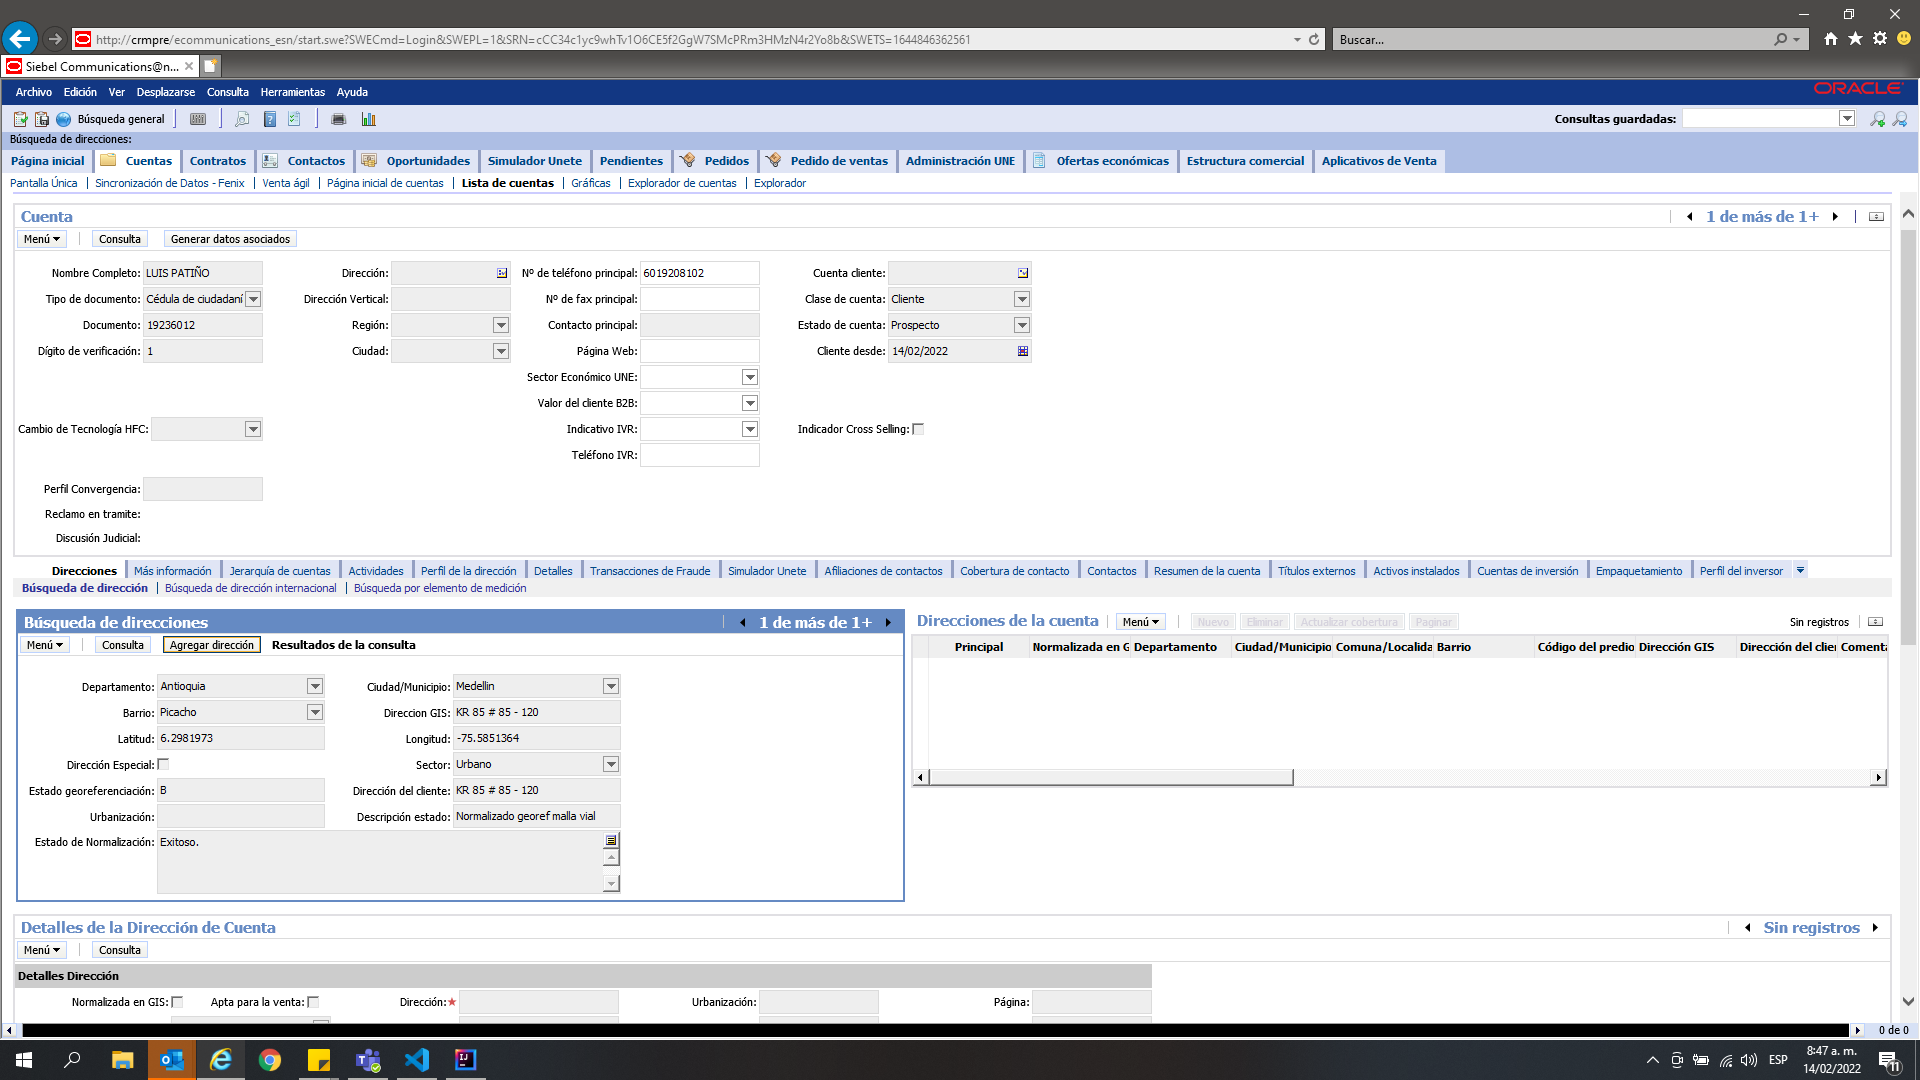 http://crmpre/ecommunications_esn/start.swe?SWECmd=Login&SWEPL=1&SRN=cCC34c1yc9whTv1O6CE5f2GgW7SMcPRm3HMzN4r2Yo8b&SWETS=1644846362561
Buscar...
Siebel Communications@n...
Archivo Edición Ver Desplazarse Consulta Herramientas Ayuda
ORACLE
Búsqueda general
Consultas guardadas:
Búsqueda de direcciones:
Página inicial Cuentas Contratos Contactos Oportunidades Simulador Unete Pendientes Pedidos Pedido de ventas Administración UNE Ofertas económicas Estructura comercial Aplicativos de Venta
Pantalla Única Sincronización de Datos - Fenix Venta ágil Página inicial de cuentas Lista de cuentas Gráficas Explorador de cuentas Explorador
Cuenta
1 de más de 1+
Menú Consulta Generar datos asociados
Nombre Completo: LUIS PATIÑO Dirección: Nº de teléfono principal: 6019208102 Cuenta cliente:
Tipo de documento: Cédula de ciudadaní Dirección Vertical: Nº de fax principal: Clase de cuenta: Cliente
Documento: 19236012 Región: Contacto principal: Estado de cuenta: Prospecto
Dígito de verificación: 1 Ciudad: Página Web: Cliente desde: 14/02/2022
Sector Económico UNE:
Valor del cliente B2B:
Cambio de Tecnología HFC: Indicativo IVR: Indicador Cross Selling:
Teléfono IVR:
Perfil Convergencia:
Reclamo en tramite:
Discusión Judicial:
Direcciones Más información Jerarquía de cuentas Actividades Perfil de la dirección Detalles Transacciones de Fraude Simulador Unete Afiliaciones de contactos Cobertura de contacto Contactos Resumen de la cuenta Títulos externos Activos instalados Cuentas de inversión Empaquetamiento Perfil del inversor
Búsqueda de dirección Búsqueda de dirección internacional Búsqueda por elemento de medición
Búsqueda de direcciones 1 de más de 1+
Menú Consulta Agregar dirección Resultados de la consulta
Departamento: Antioquia Ciudad/Municipio: Medellin
Barrio: Picacho Direccion GIS: KR 85 # 85 - 120
Latitud: 6.2981973 Longitud: -75.5851364
Dirección Especial: Sector: Urbano
Estado georeferenciación: B Dirección del cliente: KR 85 # 85 - 120
Urbanización: Descripción estado: Normalizado georef malla vial
Estado de Normalización: Exitoso.
Direcciones de la cuenta Menú Nuevo Eliminar Actualizar cobertura Paginar Sin registros
Principal Normalizada en G Departamento Ciudad/Municipio Comuna/Localida Barrio Código del predio Dirección GIS Dirección del clie Coment
Detalles de la Dirección de Cuenta
Sin registros
Menú Consulta
Detalles Dirección
Normalizada en GIS: Apta para la venta: Dirección:* Urbanización: Página:
0 de 0
ESP
8:47 a. m.
14/02/2022
11